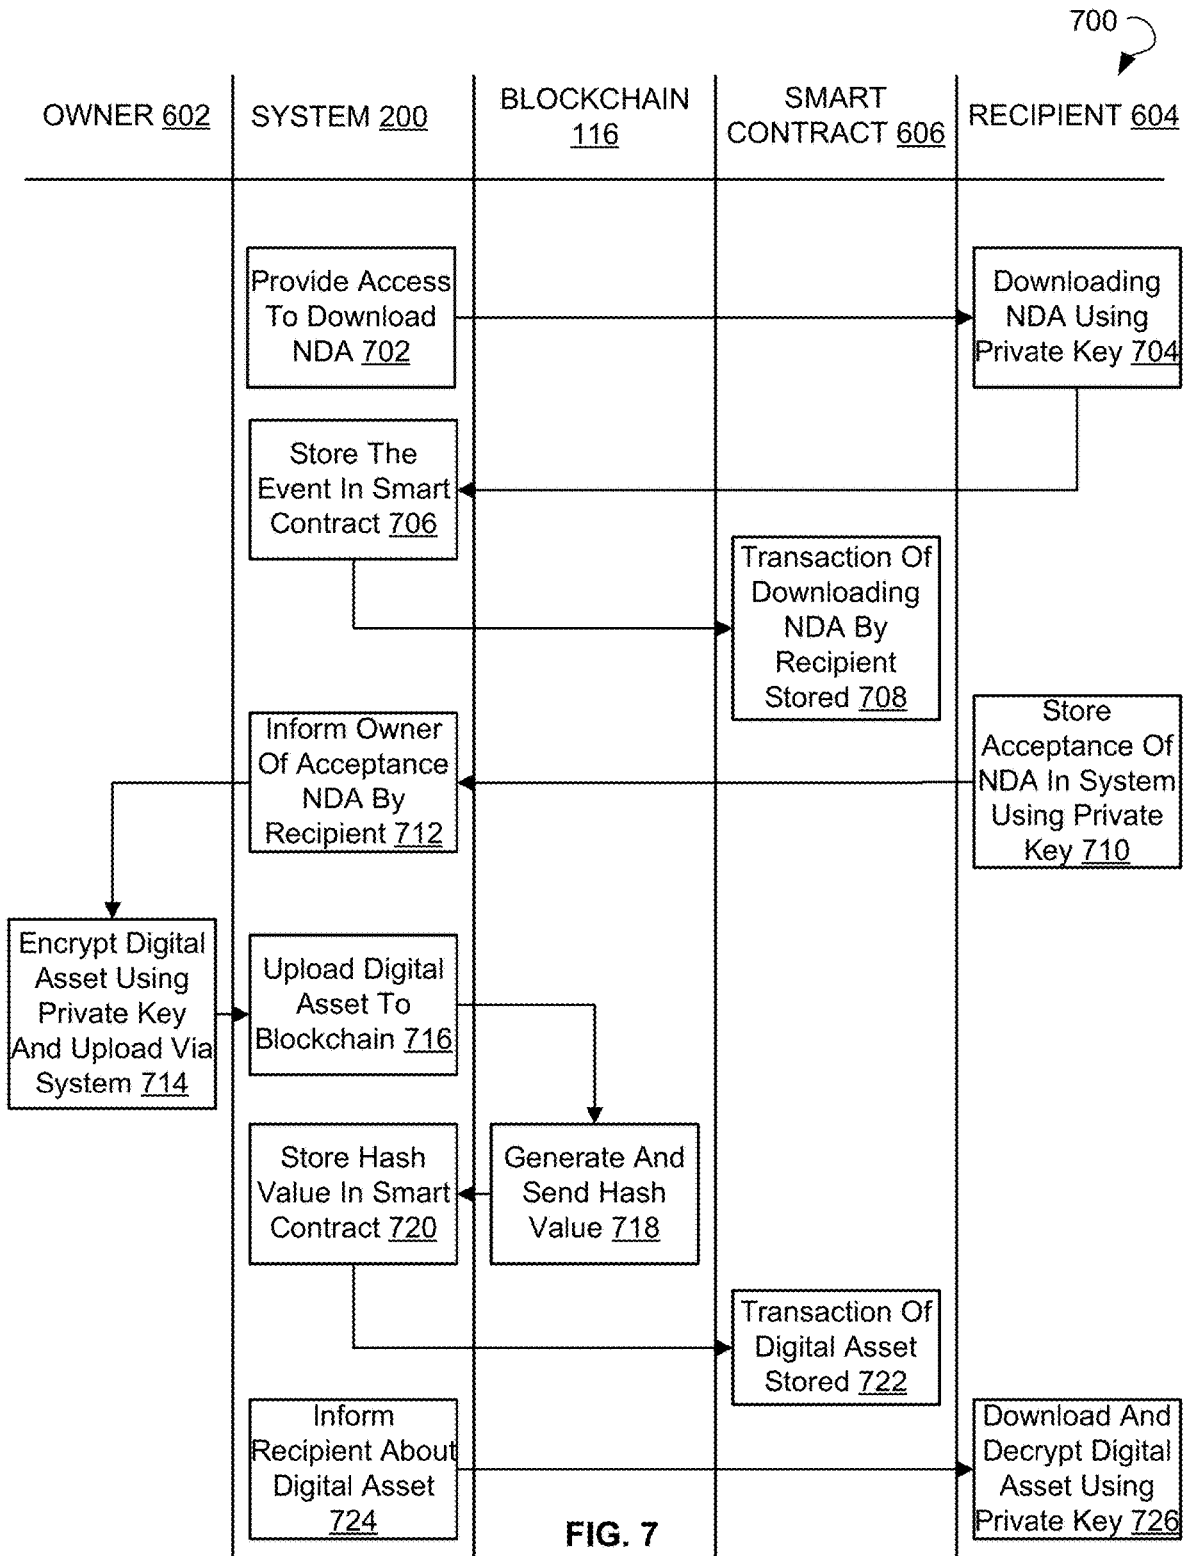 700
OWNER 602
SYSTEM 200
BLOCKCHAIN
116
SMART
CONTRACT 606
RECIPIENT 604
Provide Access
To Download
NDA 702
Downloading
NDA Using
Private Key 704
Store The
Event In Smart
Contract 706
Transaction Of
Downloading
NDA By
Recipient
Stored 708
Store
Acceptance Of
NDA In System
Using Private
Key 710
Inform Owner
Of Acceptance
NDA By
Recipient 712
Encrypt Digital
Asset Using
Private Key
And Upload Via
System 714
Upload Digital
Asset To
Blockchain 716
Generate And
Send Hash
Value 718
Store Hash
Value In Smart
Contract 720
Transaction Of
Digital Asset
Stored 722
Inform
Recipient About
Digital Asset
724
Download And
Decrypt Digital
Asset Using
Private Key 726
FIG. 7